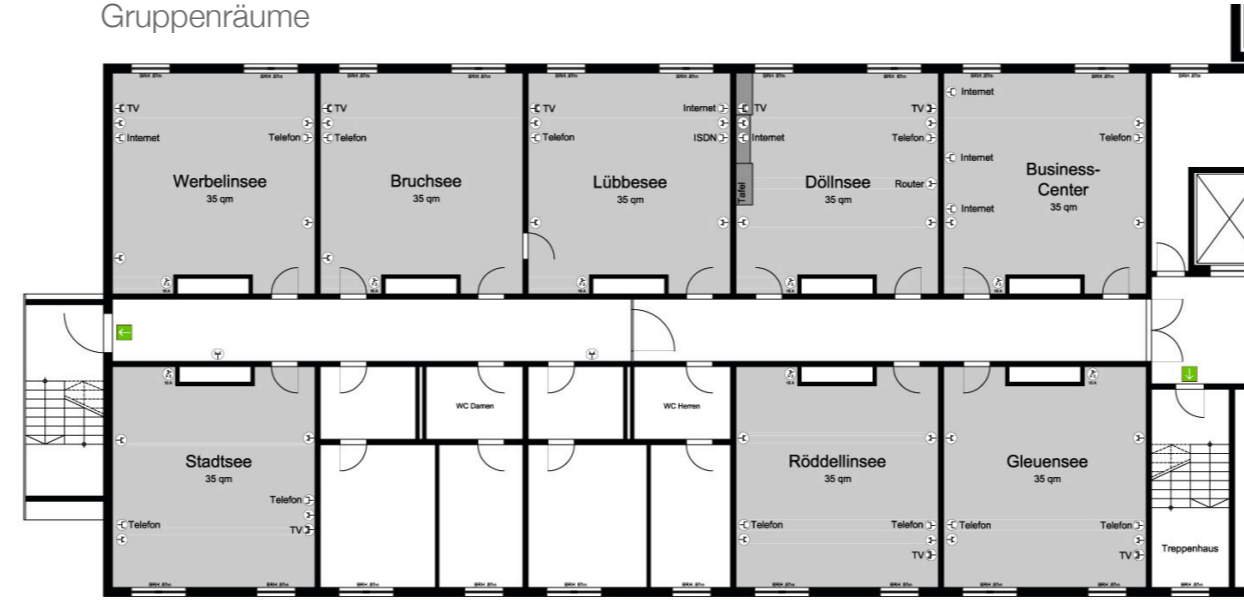 Gruppenräume
TV
Internet
Telefon
Werbelinsee
35 qm
TV
Telefon
Bruchsee
35 qm
TV
Telefon
Internet
ISDN
Lübbesee
35 qm
TV
Internet
Tafel
TV
Telefon
Router
Döllnsee
35 qm
Internet
Internet
Internet
Telefon
Business-
Center
35 qm
Stadtsee
35 qm
Telefon
TV
Telefon
WC Damen
WC Herren
Röddelinsee
35 qm
Telefon
Telefon
TV
Gleuensee
35 qm
Telefon
Telefon
TV
Treppenhaus